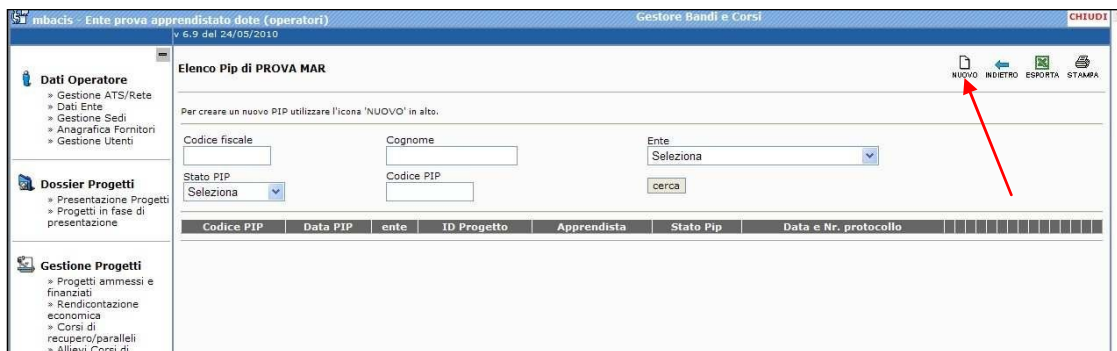 mbacis - Ente prova apprendistato dote (operatori)
Gestore Bandi e Corsi
CHIUDI
v 6.9 del 24/05/2010
Dati Operatore
» Gestione ATS/Rete
» Dati Ente
» Gestione Sedi
» Anagrafica Fornitori
» Gestione Utenti
Dossier Progetti
» Presentazione Progetti
» Progetti in fase di
presentazione
Gestione Progetti
» Progetti ammessi e
finanziati
» Rendicontazione
economica
» Corsi di
recupero/paralleli
» Allievi Corsi di
Elenco Pip di PROVA MAR
NUOVO INDIETRO ESPORTA STAMPA
Per creare un nuovo PIP utilizzare l'icona 'NUOVO' in alto.
Codice fiscale Cognome Ente
Seleziona
Stato PIP Codice PIP
Seleziona
cerca
Codice PIP Data PIP ente ID Progetto Apprendista Stato Pip Data e Nr. protocollo